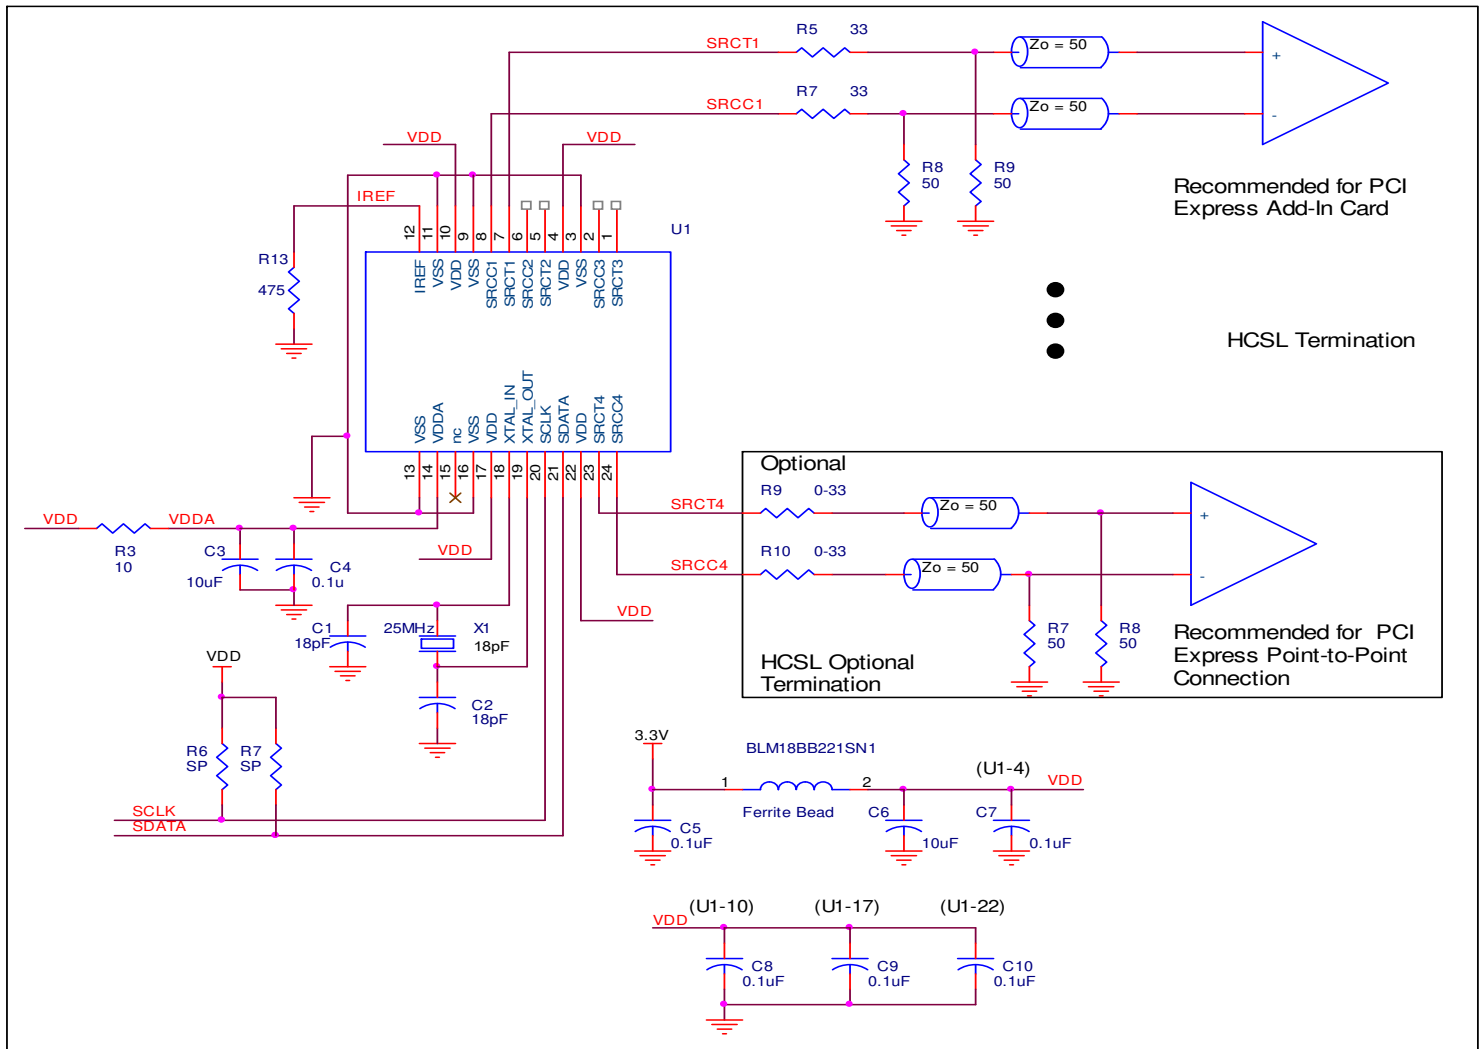 R5 33
SRCT1
Zo = 50
+
R7 33
SRCC1
Zo = 50
-
VDD
VDD
R8
50
R9
50
Recommended for PCI
Express Add-In Card
IREF
U1
12 11 10 9 8 7 6 5 4 3 2 1
IREF VSS VDD VSS SRCC1 SRCT1 SRCC2 SRCT2 VDD VSS SRCC3 SRCT3
R13
475
HCSL Termination
VSS VDDA nc VSS VDD XTAL_IN XTAL_OUT SCLK SDATA VDD SRCT4 SRCC4
13 14 15 16 17 18 19 20 21 22 23 24
Optional
R9 0-33
SRCT4
Zo = 50
+
R10 0-33
SRCC4
Zo = 50
-
R7
50
R8
50
Recommended for PCI
Express Point-to-Point
Connection
HCSL Optional
Termination
VDD
VDDA
R3
10
C3
10uF
C4
0.1u
VDD
VDD
C1
18pF
25MHz
X1
18pF
C2
18pF
VDD
R6
SP
R7
SP
SCLK
SDATA
3.3V
BLM18BB221SN1
1
2
Ferrite Bead
(U1-4)
VDD
C5
0.1uF
C6
10uF
C7
0.1uF
(U1-10) (U1-17) (U1-22)
VDD
C8
0.1uF
C9
0.1uF
C10
0.1uF